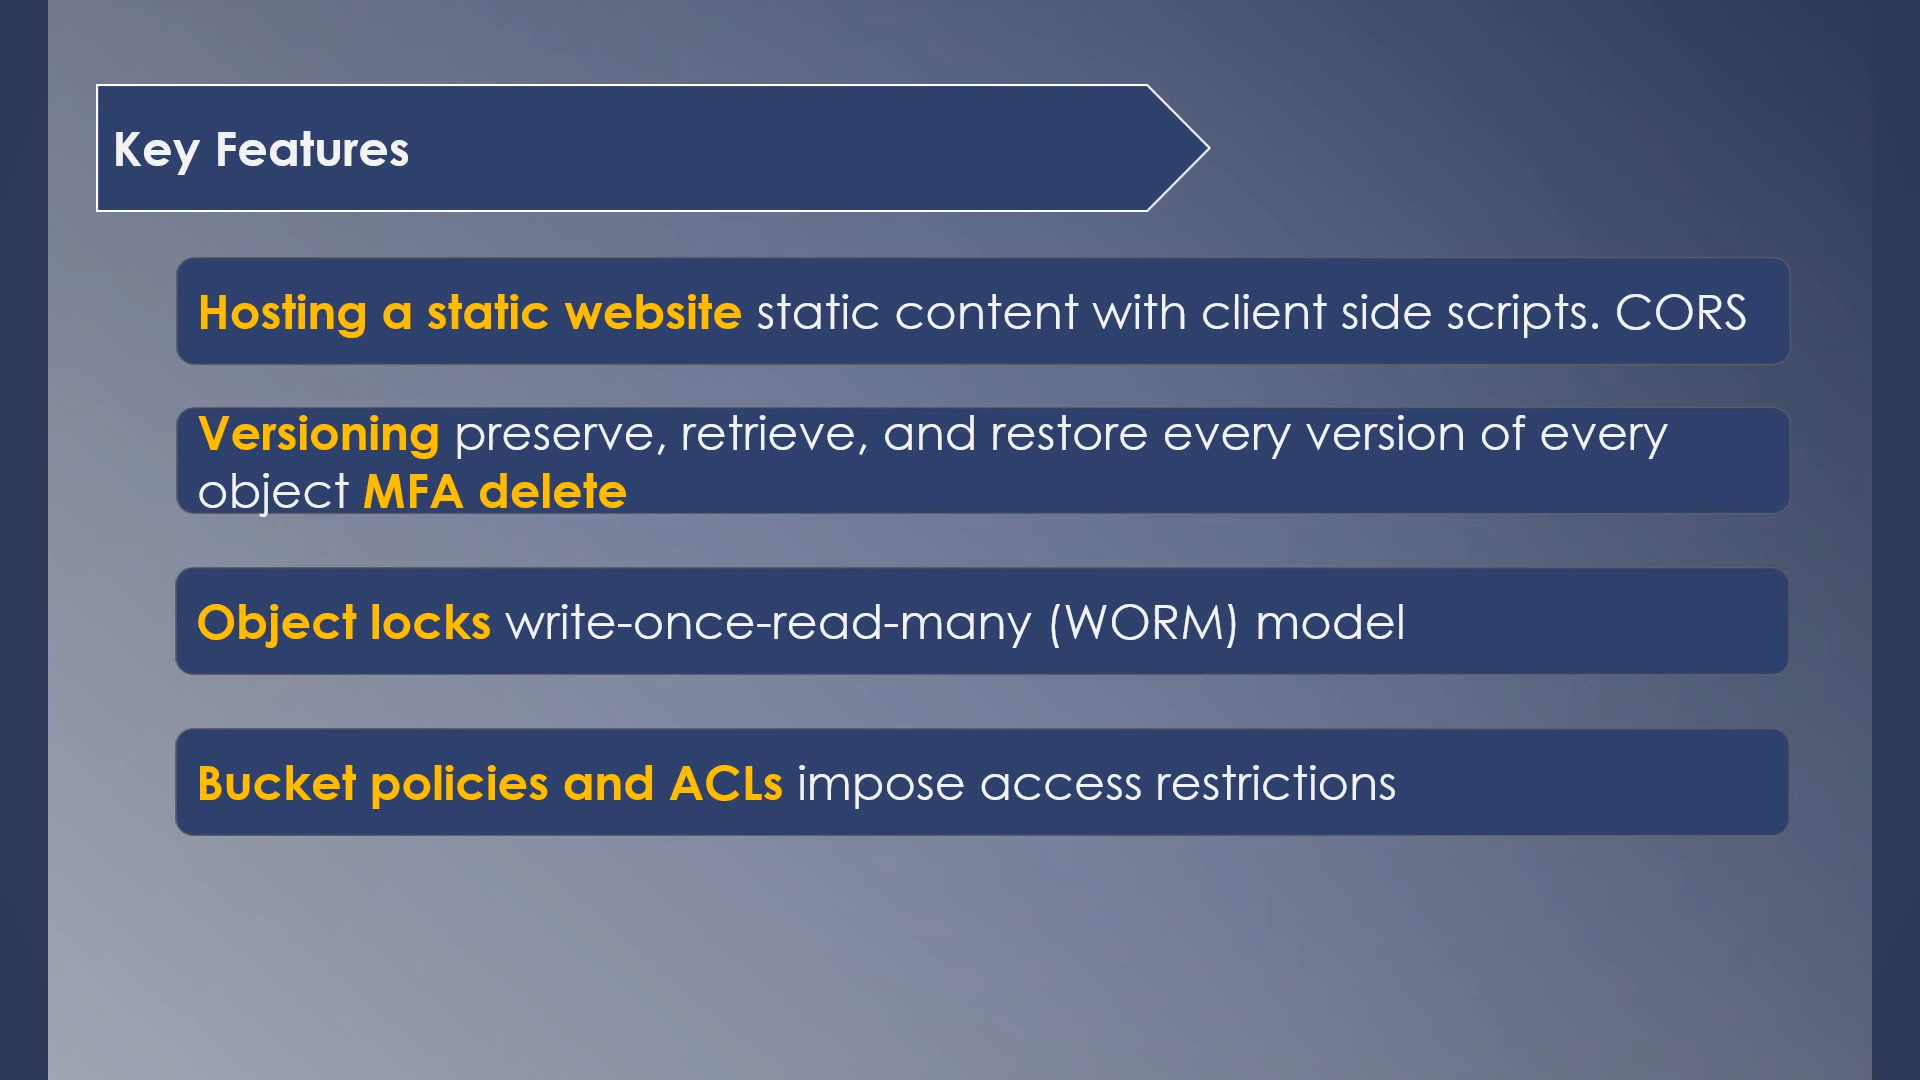 Key Features
Hosting a static website static content with client side scripts. CORS
Versioning preserve, retrieve, and restore every version of every
object MFA delete
Object locks write-once-read-many (WORM) model
Bucket policies and ACLs impose access restrictions